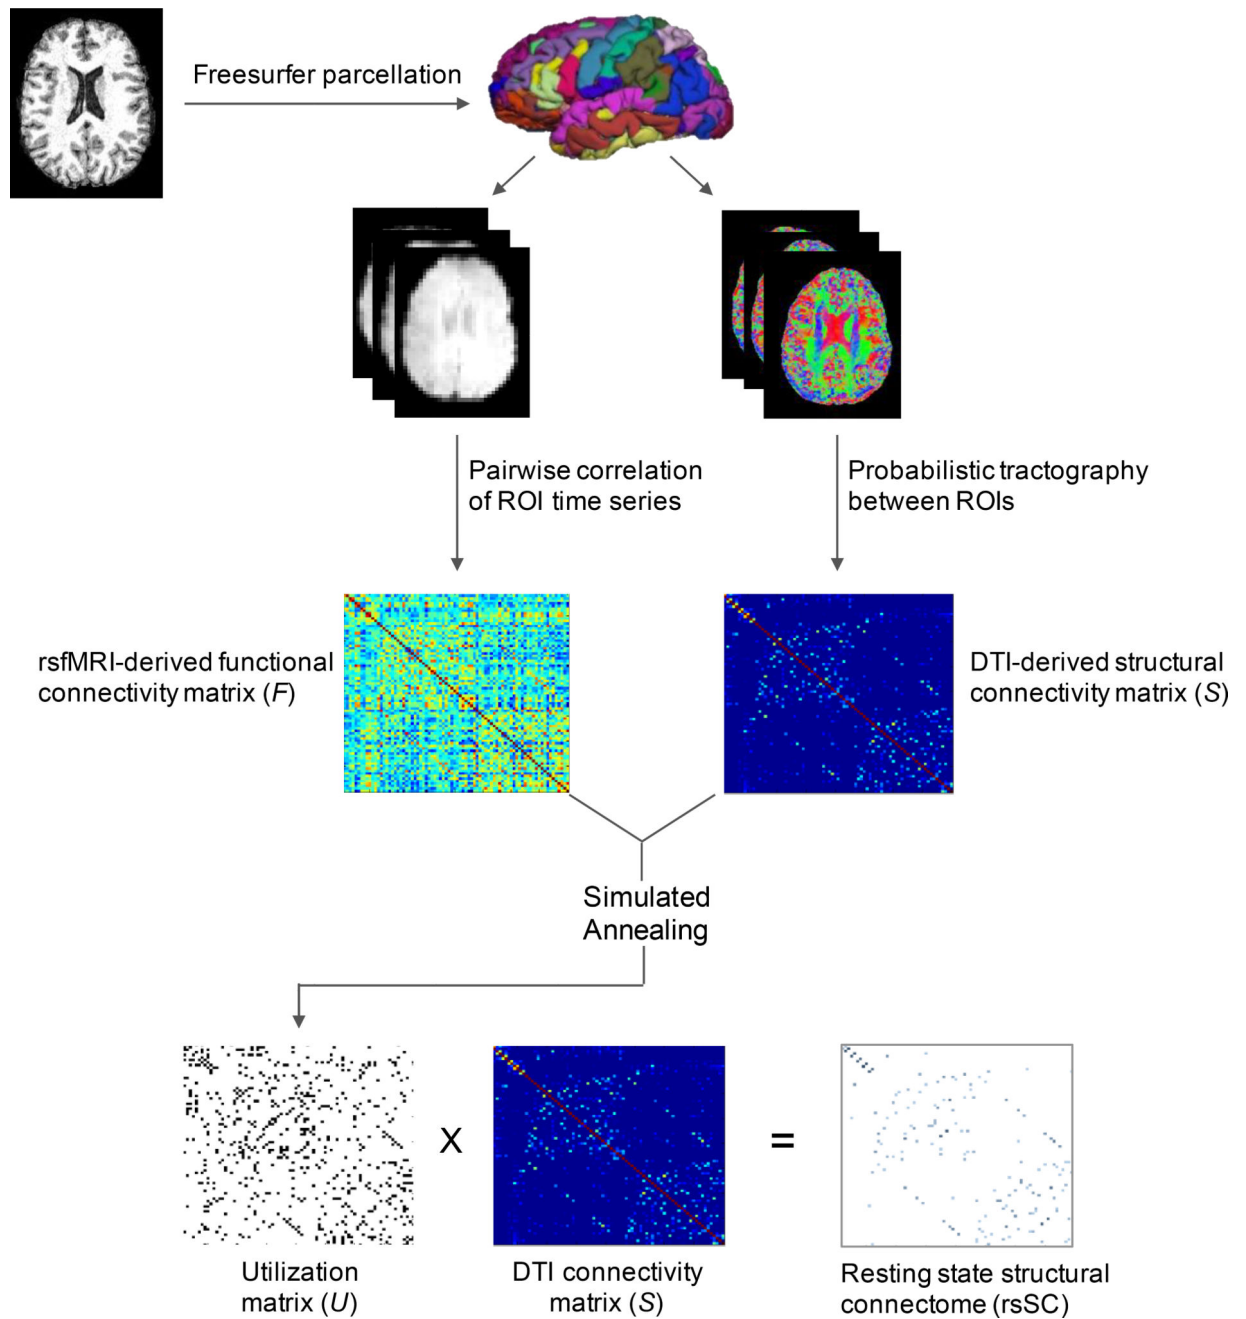 Freesurfer parcellation
Pairwise correlation
of ROI time series
Probabilistic tractography
between ROIs
rsfMRI-derived functional
connectivity matrix (F)
DTI-derived structural
connectivity matrix (S)
Simulated
Annealing
X
=
Utilization
matrix (U)
DTI connectivity
matrix (S)
Resting state structural
connectome (rsSC)